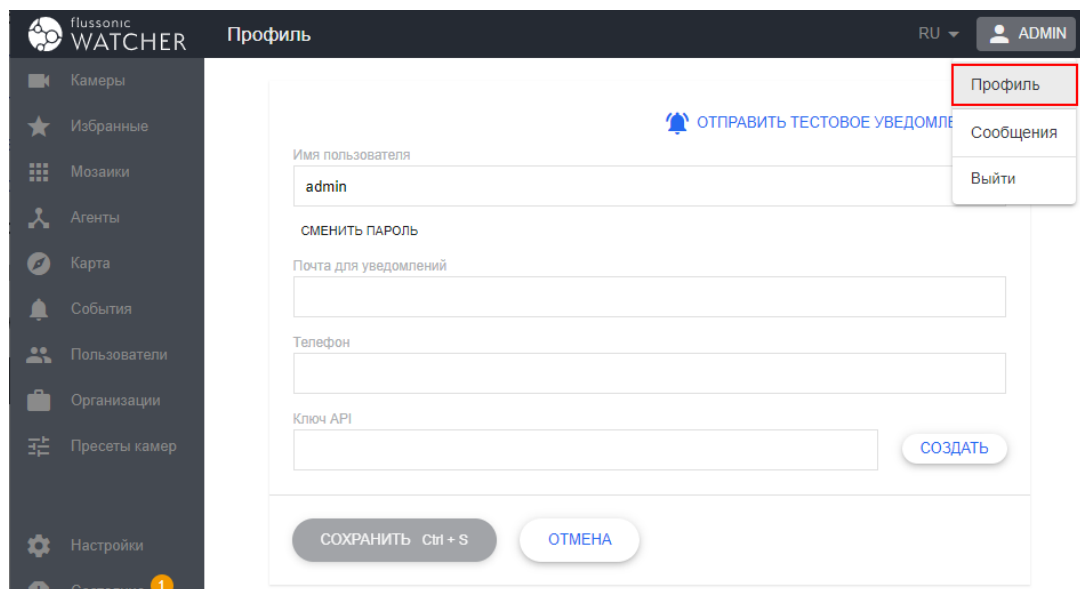 flussonic
WATCHER
Профиль
RU
ADMIN
Камеры
Избранные
Мозаики
Агенты
Карта
События
Пользователи
Организации
Пресеты камер
Настройки
1
Профиль
Сообщения
Выйти
ОТПРАВИТЬ ТЕСТОВОЕ
Имя пользователя
admin
СМЕНИТЬ ПАРОЛЬ
Почта для уведомлений
Телефон
Ключ API
СОЗДАТЬ
СОХРАНИТЬ Ctrl + S
ОТМЕНА